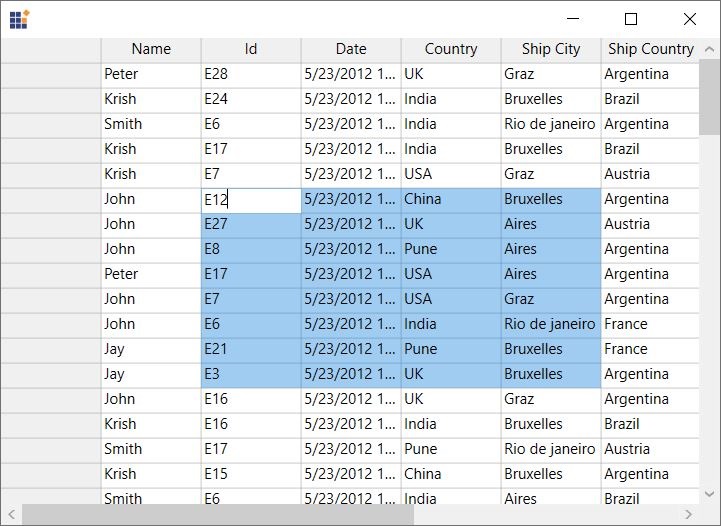 Name Id Date Country Ship City Ship Country
Peter E28 5/23/2012 1... UK Graz Argentina
Krish E24 5/23/2012 1... India Bruxelles Brazil
Smith E6 5/23/2012 1... India Rio de janeiro Argentina
Krish E17 5/23/2012 1... India Bruxelles Brazil
Krish E7 5/23/2012 1... USA Graz Austria
John E12 5/23/2012 1... China Bruxelles Argentina
John E27 5/23/2012 1... UK Aires Austria
John E8 5/23/2012 1... Pune Aires Argentina
Peter E17 5/23/2012 1... USA Aires Argentina
John E7 5/23/2012 1... USA Graz Argentina
John E6 5/23/2012 1... India Rio de janeiro France
Jay E21 5/23/2012 1... Pune Bruxelles France
Jay E3 5/23/2012 1... UK Bruxelles Argentina
John E16 5/23/2012 1... UK Graz Argentina
Krish E16 5/23/2012 1... India Bruxelles Brazil
Smith E17 5/23/2012 1... Pune Rio de janeiro Austria
Krish E15 5/23/2012 1... China Bruxelles Argentina
Smith E6 5/23/2012 1... India Aires Brazil